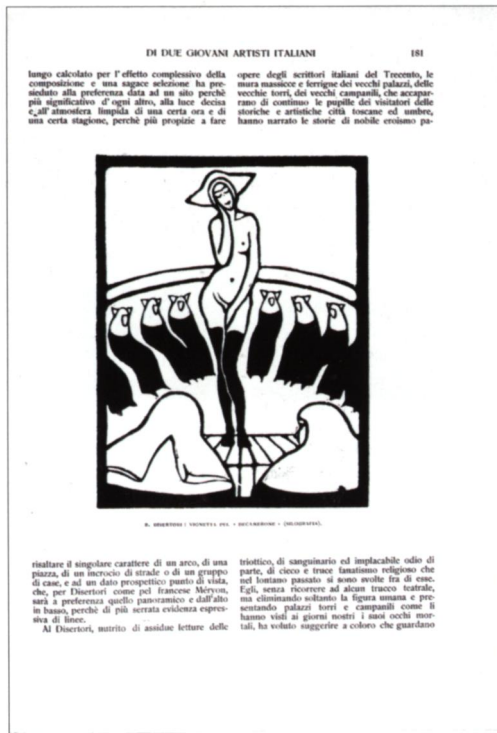 DI DUE GIOVANI ARTISTI ITALIANI
181
lungo calcolato per l'effetto complessivo della
composizione e una sagace selezione ha pre-
sieduto alla preferenza data ad un sito perchè
più significativo d'ogni altro, alla luce decisa
e all'atmosfera limpida di una certa ora e di
una certa stagione, perchè più propizie a fare
opere degli scrittori italiani del Trecento, le
mura massicce e ferrigne dei vecchi palazzi, delle
vecchie torri, dei vecchi campanili, che accapar-
rano di continuo le pupille dei visitatori delle
storiche e artistiche città toscane ed umbre,
hanno narrato le storie di nobile eroismo pa-
B. DISERTORI: VIGNETTA PEL « DECAMERONE » (XILOGRAFIA).
risaltare il singolare carattere di un arco, di una
piazza, di un incrocio di strade o di un gruppo
di case, e ad un dato prospettico punto di vista,
che, per Disertori come pel francese Méryon,
sarà a preferenza quello panoramico e dall'alto
in basso, perchè di più serrata evidenza espres-
siva di linee.
Al Disertori, nutrito di assidue letture delle
triottico, di sanguinario ed implacabile odio di
parte, di cieco e truce fanatismo religioso che
nel lontano passato si sono svolte fra di esse.
Egli, senza ricorrere ad alcun trucco teatrale,
ma eliminando soltanto la figura umana e pre-
sentando palazzi torri e campanili come li
hanno visti ai giorni nostri i suoi occhi mor-
tali, ha voluto suggerire a coloro che guardano